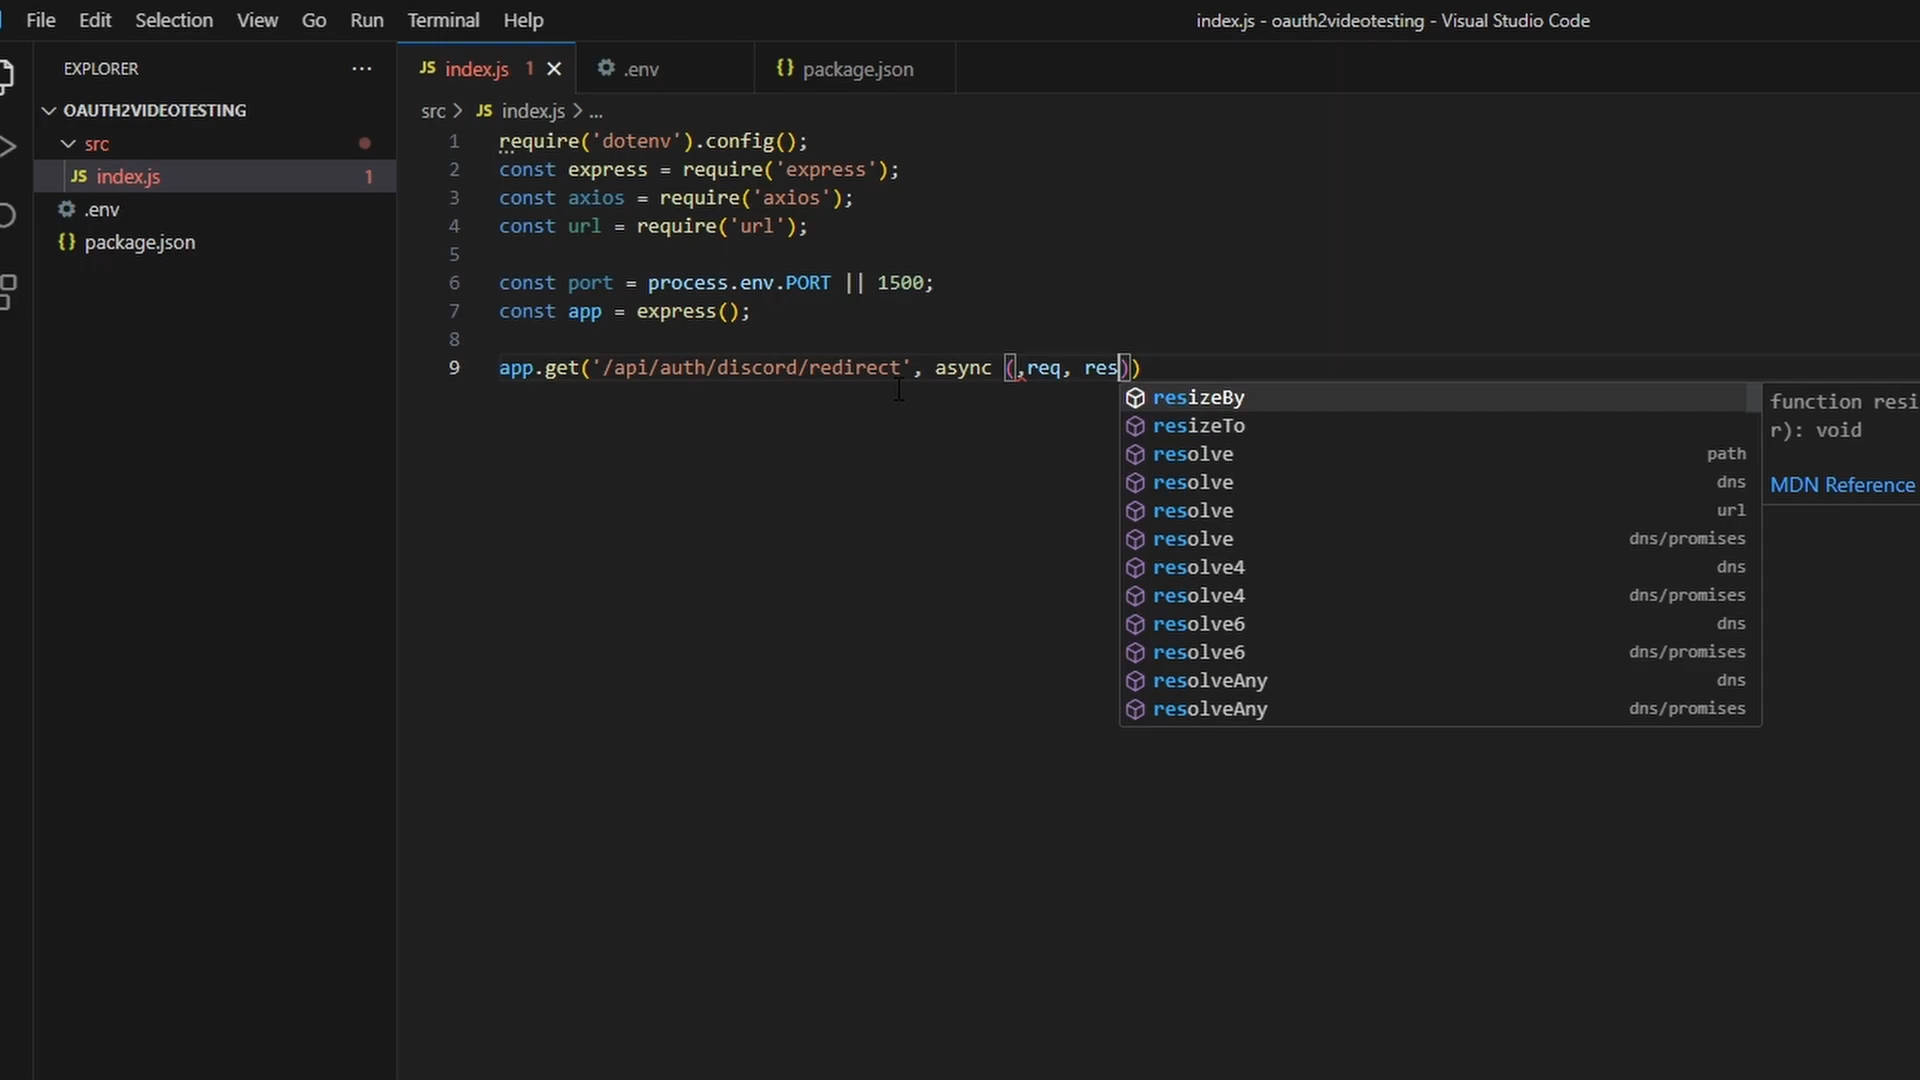 File Edit Selection View Go Run Terminal Help
index.js - oauth2videotesting - Visual Studio Code
EXPLORER ...
index.js 1
.env
package.json
OAUTH2VIDEOTESTING
src
index.js 1
.env
package.json
src > index.js > ...
1 require('dotenv').config();
2 const express = require('express');
3 const axios = require('axios');
4 const url = require('url');
5
6 const port = process.env.PORT || 1500;
7 const app = express();
8
9 app.get('/api/auth/discord/redirect', async (,req, res))
resizeBy
resizeTo
resolve path
resolve dns
resolve url
resolve dns/promises
resolve4 dns
resolve4 dns/promises
resolve6 dns
resolve6 dns/promises
resolveAny dns
resolveAny dns/promises
function resi
r): void
MDN Reference